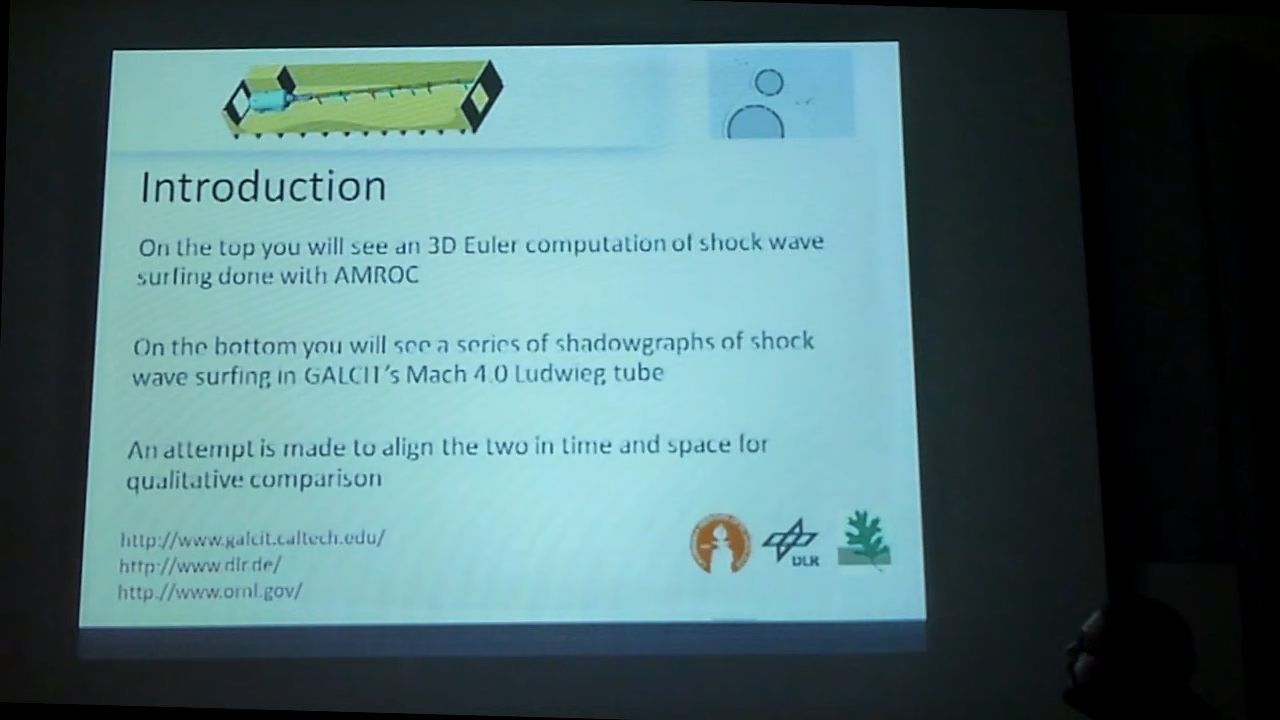 Introduction
On the top you will see an 3D Euler computation of shock wave
surfing done with AMROC
On the bottom you will see a series of shadowgraphs of shock
wave surfing in GALCIT's Mach 4.0 Ludwieg tube
An attempt is made to align the two in time and space for
qualitative comparison
http://www.galcit.caltech.edu/
http://www.dlr.de/
http://www.ornl.gov/
DLR